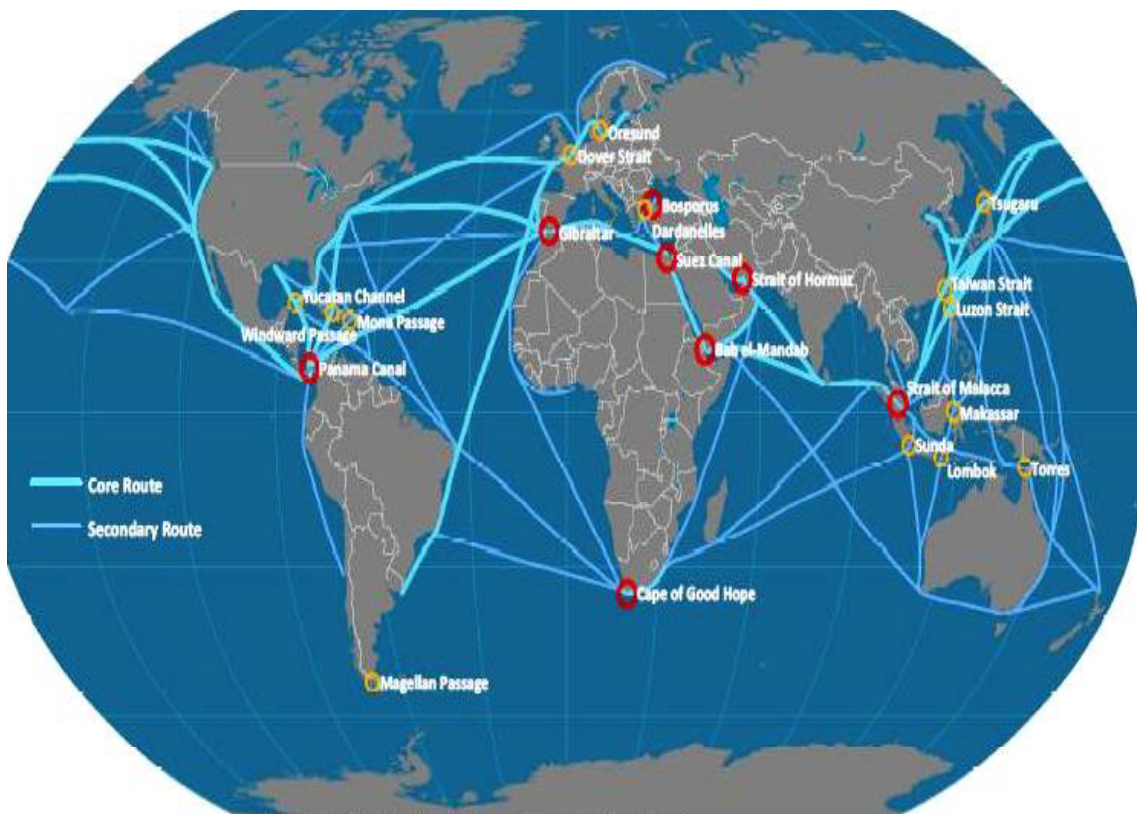 Oresund
Dover Strait
Bosporus
Tsugaru
Dardanelles
Gibraltar
Suez Canal
Strait of Hormuz
Taiwan Strait
Yucatan Channel
Luzon Strait
Mona Passage
Windward Passage
Bab el-Mandab
Panama Canal
Strait of Malacca
Makassar
Sunda
Lombok
Torres
Core Route
Secondary Route
Cape of Good Hope
Magellan Passage